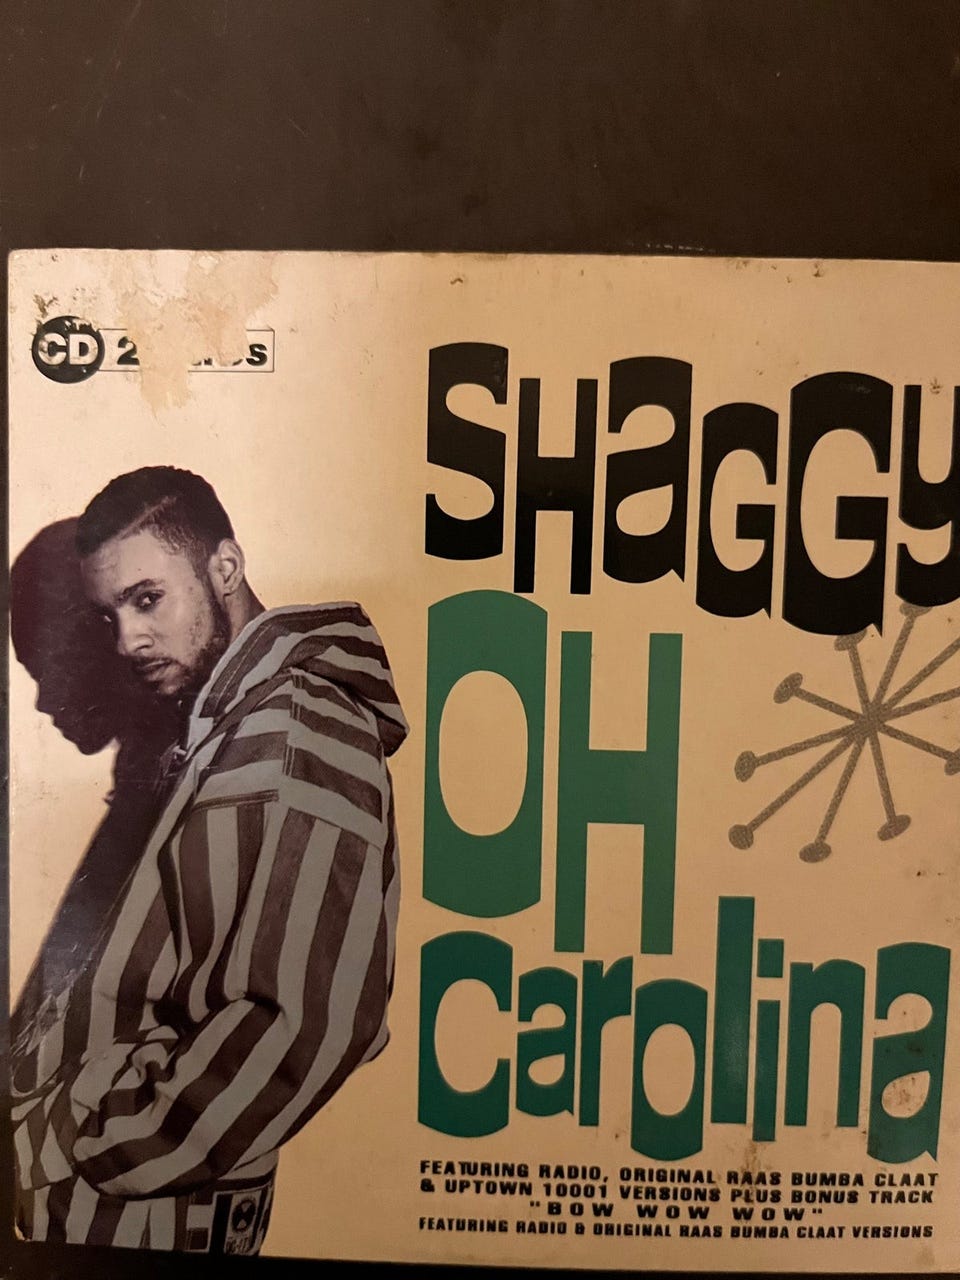 CD 2
SHaGGy
OH
Carolina
FEATURING RADIO, ORIGINAL RAAS BUMBA CLAAT
& UPTOWN 10001 VERSIONS PLUS BONUS TRACK
"BOW WOW WOW"
FEATURING RADIO & ORIGINAL RAAS BUMBA CLAAT VERSIONS